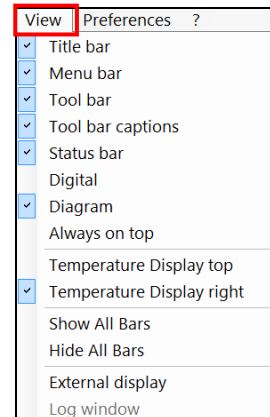 View Preferences ?
Title bar
Menu bar
Tool bar
Tool bar captions
Status bar
Digital
Diagram
Always on top
Temperature Display top
Temperature Display right
Show All Bars
Hide All Bars
External display
Log window